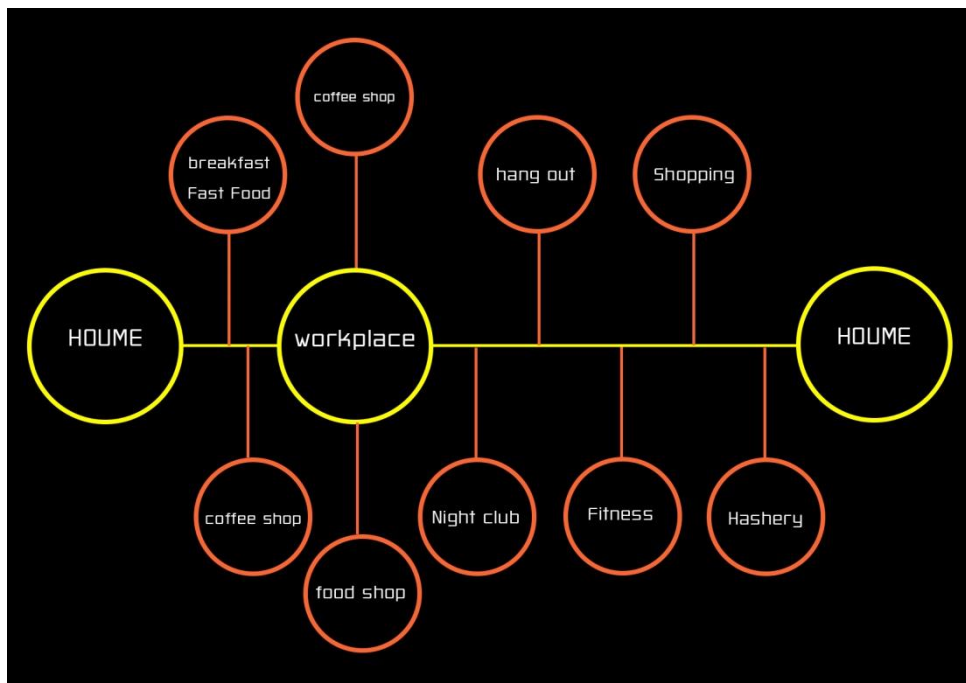 coffee shop
breakfast
Fast Food
hang out
Shopping
HOUME
workplace
HOUME
coffee shop
Night club
Fitness
Hashery
food shop